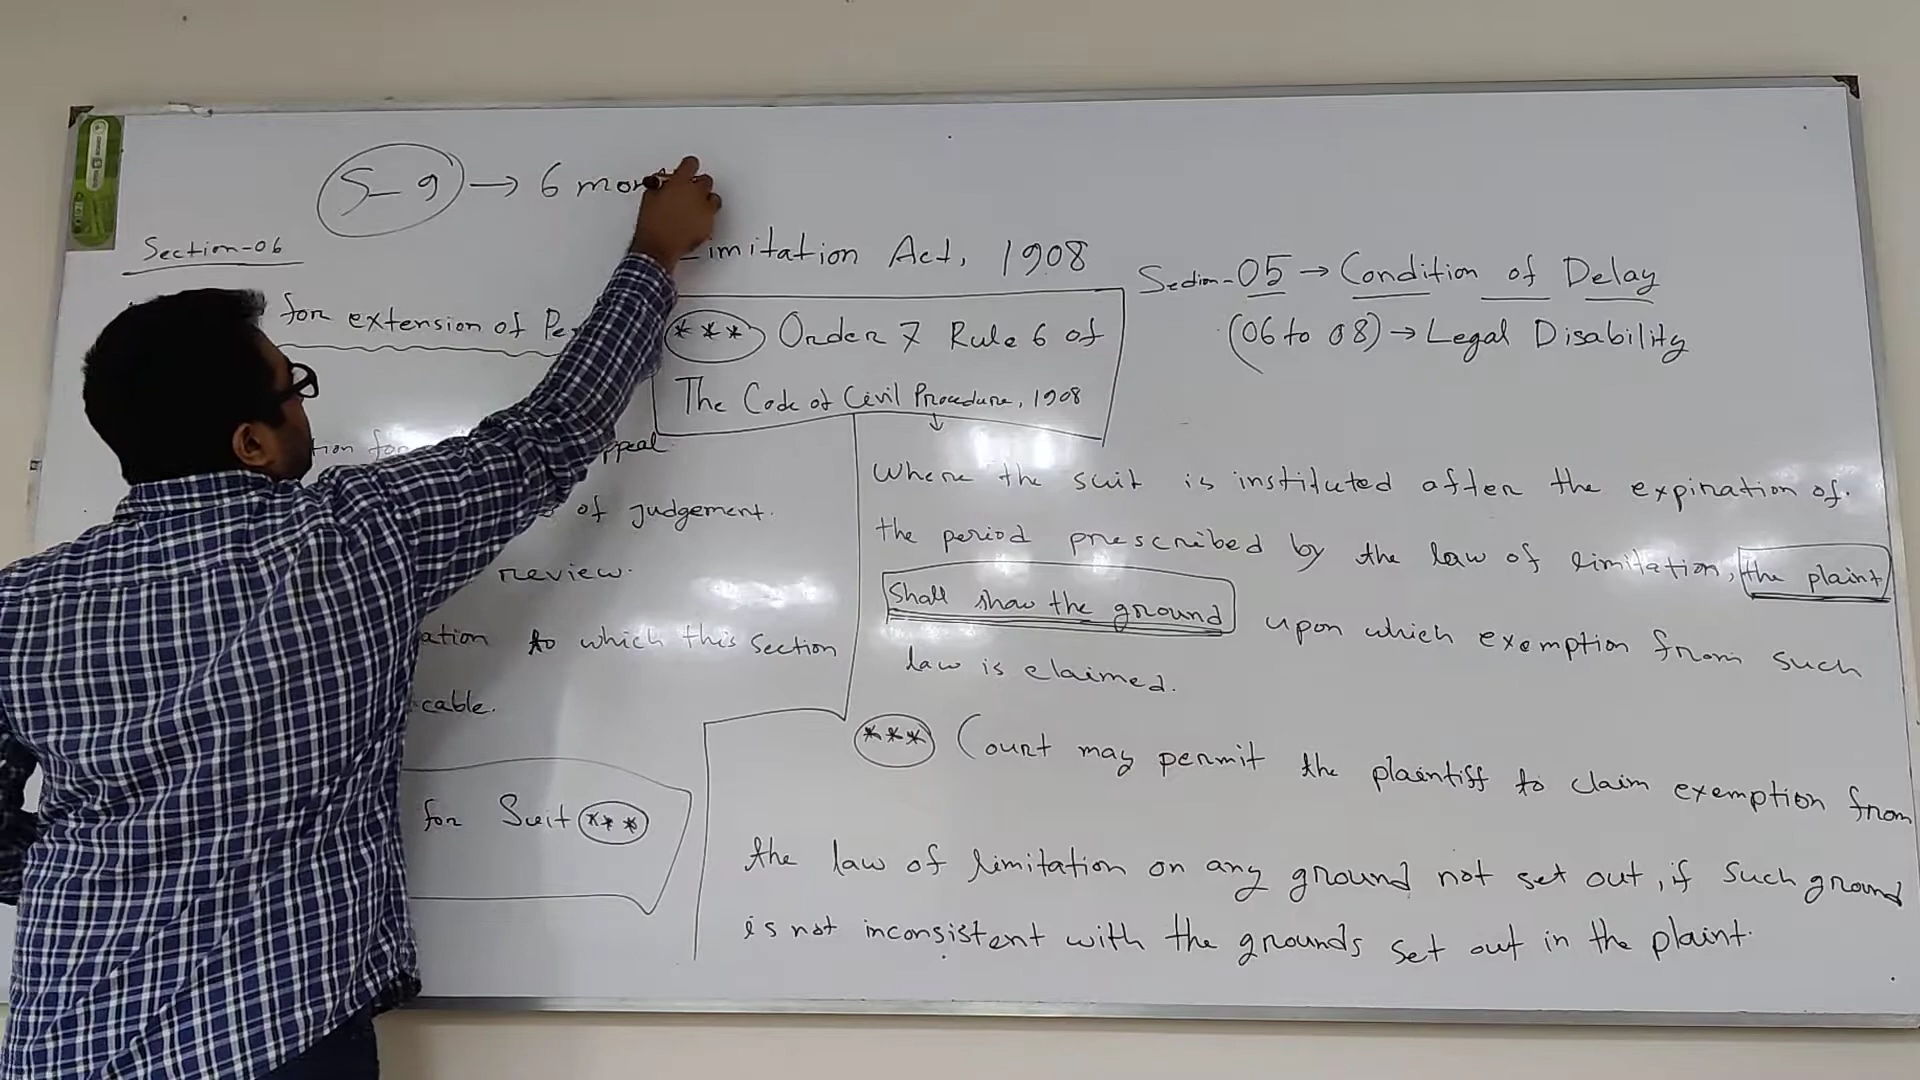 S-9 → 6
Limitation Act, 1908
Section-06
for extension of
ppeal.
of judgement.
review.
ation to which this section
cable.
for Suit ***
*** Order 7 Rule 6 of
The Code of Civil Procedure, 1908
Section-05 → Condition of Delay
(06 to 08) → Legal Disability
Where the suit is instituted after the expiration of.
the period prescribed by the law of limitation, the plaint
shall show the ground upon which exemption from such
law is claimed.
*** Court may permit the plaintiff to claim exemption from
the law of limitation on any ground not set out, if such ground
is not inconsistent with the grounds set out in the plaint.